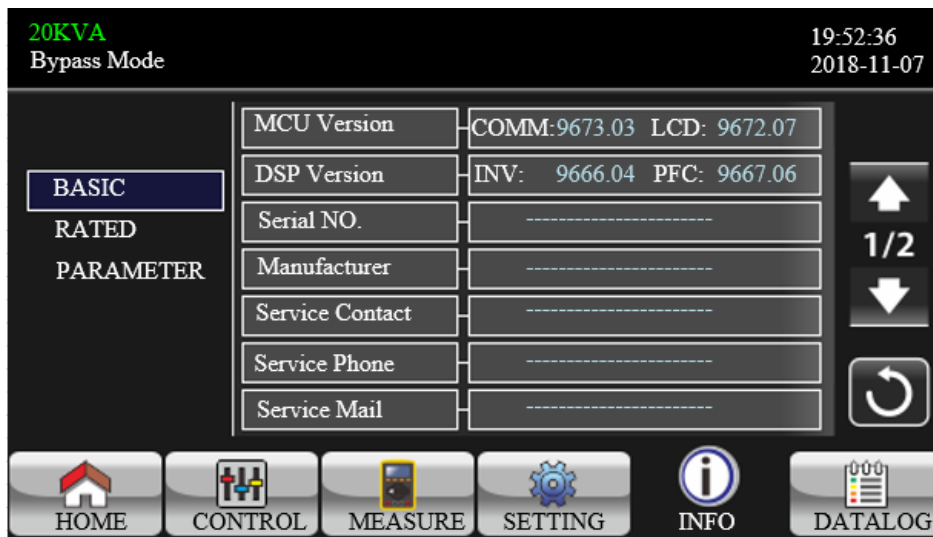 20KVA
Bypass Mode
19:52:36
2018-11-07
BASIC
RATED
PARAMETER
MCU Version COMM:9673.03 LCD: 9672.07
DSP Version INV: 9666.04 PFC: 9667.06
Serial NO. ----------------------
Manufacturer ----------------------
Service Contact ----------------------
Service Phone ----------------------
Service Mail ----------------------
1/2
HOME CONTROL MEASURE SETTING INFO DATALOG